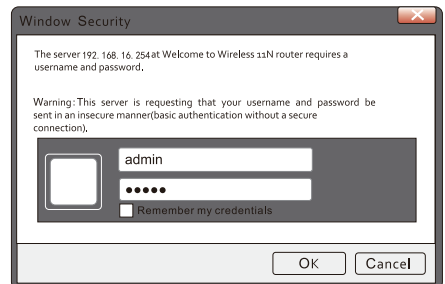 Window Security
The server 192. 168. 16. 254at Welcome to Wireless 11N router requires a
username and password.
Warning:This server is requesting that your username and password be
sent in an insecure manner(basic authentication without a secure
connection),
admin
●●●●●
Remember my credentials
OK
Cancel